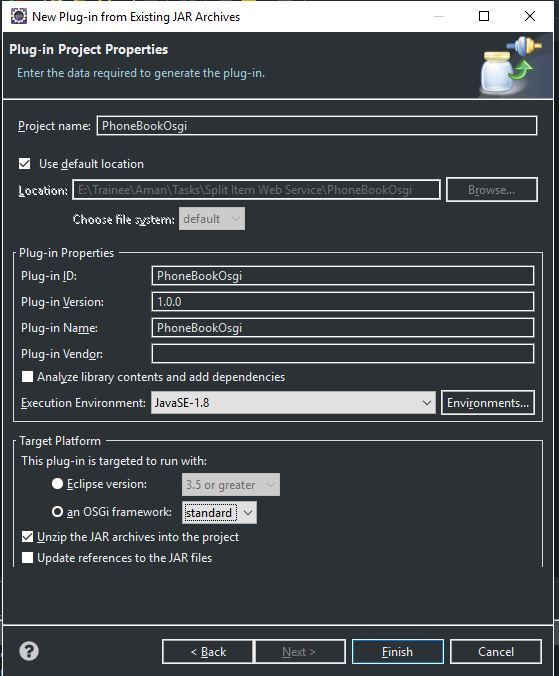 New Plug-in from Existing JAR Archives
Plug-in Project Properties
Enter the data required to generate the plug-in.
Project name: PhoneBookOsgi
Use default location
Location: E:\Trainee\Aman\Tasks\Split Item Web Service\PhoneBookOsgi Browse...
Choose file system: default
Plug-in Properties
Plug-in ID: PhoneBookOsgi
Plug-in Version: 1.0.0
Plug-in Name: PhoneBookOsgi
Plug-in Vendor:
Analyze library contents and add dependencies
Execution Environment: JavaSE-1.8 Environments...
Target Platform
This plug-in is targeted to run with:
Eclipse version: 3.5 or greater
an OSGi framework: standard
Unzip the JAR archives into the project
Update references to the JAR files
? < Back Next > Finish Cancel